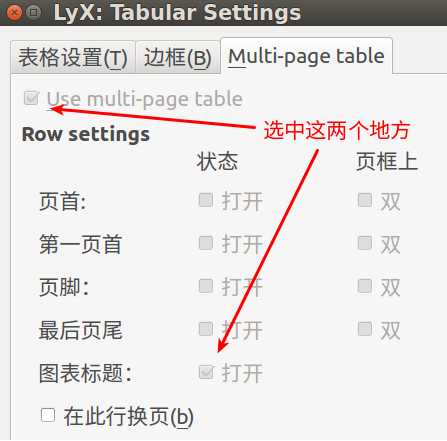 LyX: Tabular Settings
表格设置(T) 边框(B) Multi-page table
Use multi-page table
选中这两个地方
Row settings
状态 页框上
页首: 打开 双
第一页首 打开 双
页脚： 打开 双
最后页尾 打开 双
图表标题： 打开
在此行换页(b)